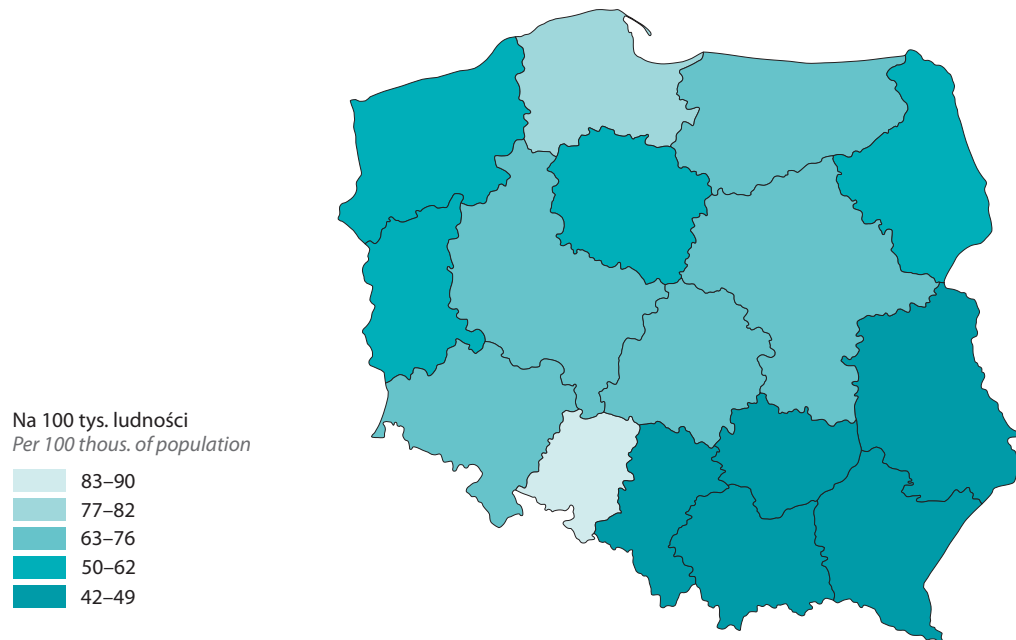 Na 100 tys. ludności
Per 100 thous. of population
83–90
77–82
63–76
50–62
42–49